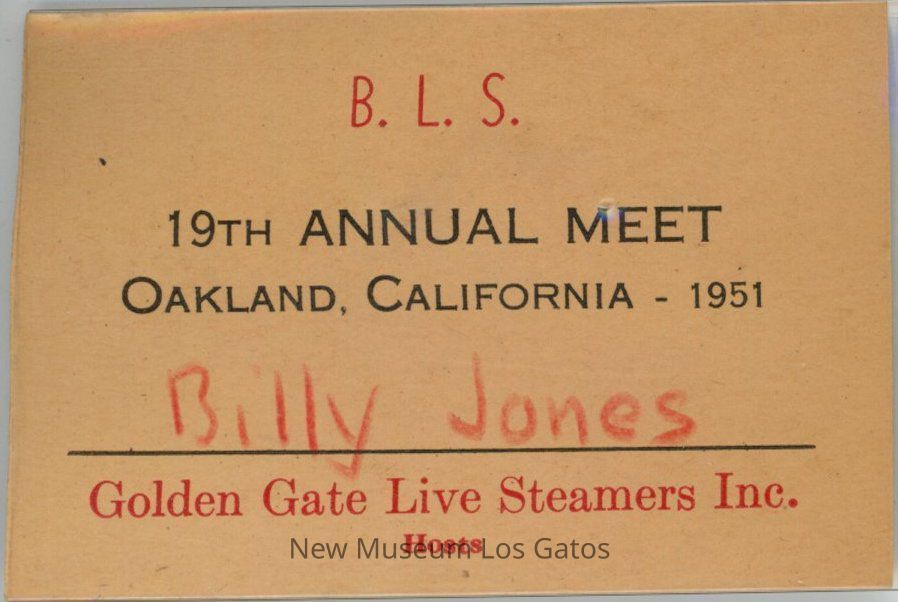 B. L. S.
19TH ANNUAL MEET
OAKLAND, CALIFORNIA - 1951
Billy Jones
Golden Gate Live Steamers Inc.
Hosts
New Museum Los Gatos